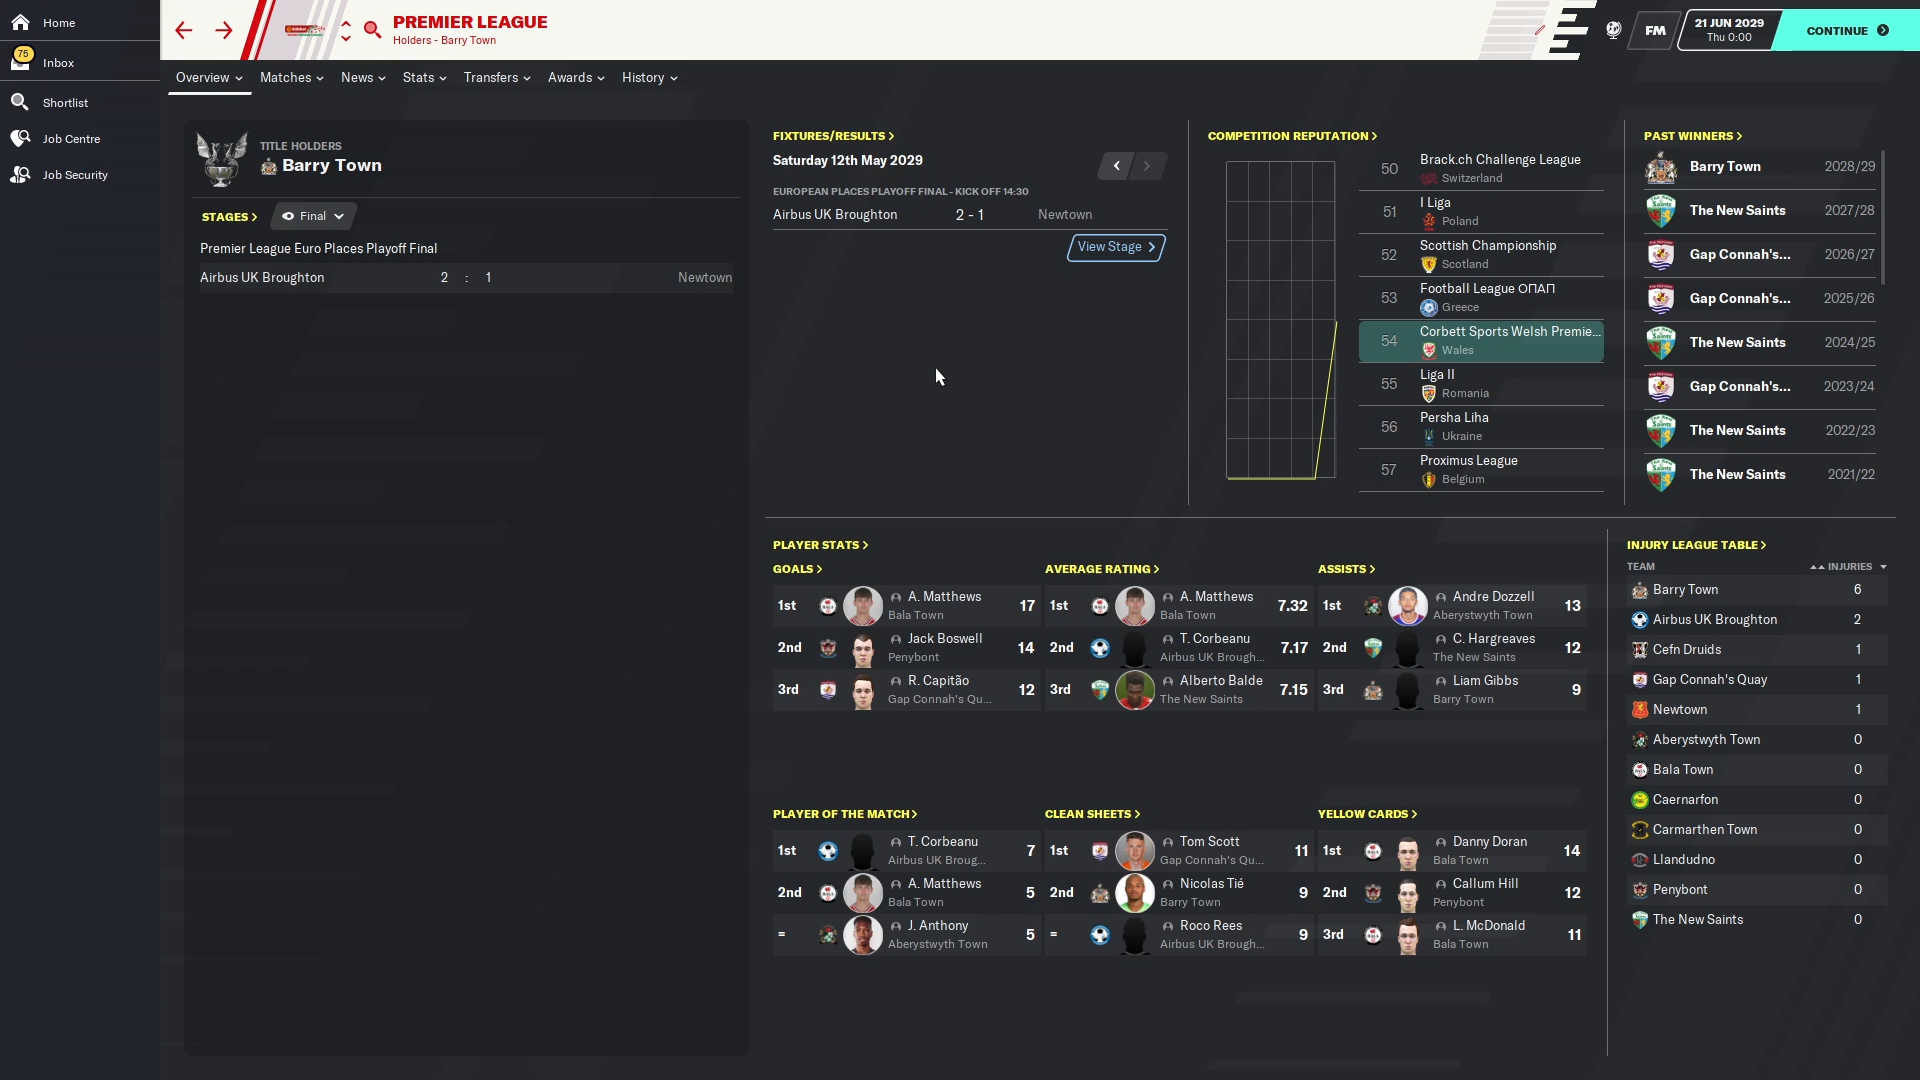 Home
75
Inbox
Shortlist
Job Centre
Job Security
PREMIER LEAGUE
Holders - Barry Town
FM
21 JUN 2029
Thu 0:00
CONTINUE
Overview
Matches
News
Stats
Transfers
Awards
History
TITLE HOLDERS
Barry Town
STAGES
Final
Premier League Euro Places Playoff Final
Airbus UK Broughton 2 : 1 Newtown
FIXTURES/RESULTS
Saturday 12th May 2029
EUROPEAN PLACES PLAYOFF FINAL - KICK OFF 14:30
Airbus UK Broughton 2 - 1 Newtown
View Stage
COMPETITION REPUTATION
50 Brack.ch Challenge League
Switzerland
51 I Liga
Poland
52 Scottish Championship
Scotland
53 Football League ΟΠΑΠ
Greece
54 Corbett Sports Welsh Premie...
Wales
55 Liga II
Romania
56 Persha Liha
Ukraine
57 Proximus League
Belgium
PAST WINNERS
Barry Town 2028/29
The New Saints 2027/28
Gap Connah's... 2026/27
Gap Connah's... 2025/26
The New Saints 2024/25
Gap Connah's... 2023/24
The New Saints 2022/23
The New Saints 2021/22
PLAYER STATS
GOALS
1st A. Matthews 17
Bala Town
2nd Jack Boswell 14
Penybont
3rd R. Capitão 12
Gap Connah's Qu...
AVERAGE RATING
1st A. Matthews 7.32
Bala Town
2nd T. Corbeanu 7.17
Airbus UK Brough...
3rd Alberto Balde 7.15
The New Saints
ASSISTS
1st Andre Dozzell 13
Aberystwyth Town
2nd C. Hargreaves 12
The New Saints
3rd Liam Gibbs 9
Barry Town
PLAYER OF THE MATCH
1st T. Corbeanu 7
Airbus UK Broug...
2nd A. Matthews 5
Bala Town
= J. Anthony 5
Aberystwyth Town
CLEAN SHEETS
1st Tom Scott 11
Gap Connah's Qu...
2nd Nicolas Tié 9
Barry Town
= Roco Rees 9
Airbus UK Brough...
YELLOW CARDS
1st Danny Doran 14
Bala Town
2nd Callum Hill 12
Penybont
3rd L. McDonald 11
Bala Town
INJURY LEAGUE TABLE
TEAM INJURIES
Barry Town 6
Airbus UK Broughton 2
Cefn Druids 1
Gap Connah's Quay 1
Newtown 1
Aberystwyth Town 0
Bala Town 0
Caernarfon 0
Carmarthen Town 0
Llandudno 0
Penybont 0
The New Saints 0